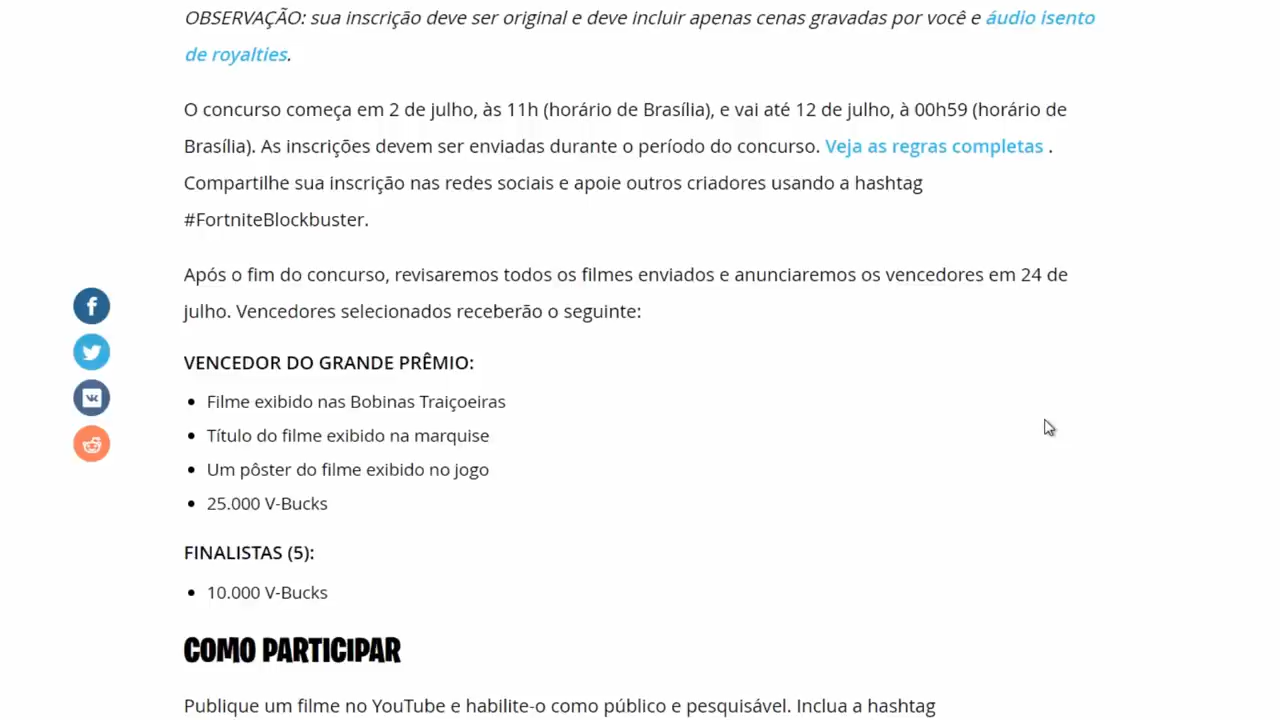 OBSERVAÇÃO: sua inscrição deve ser original e deve incluir apenas cenas gravadas por você e áudio isento
de royalties.
O concurso começa em 2 de julho, às 11h (horário de Brasília), e vai até 12 de julho, à 00h59 (horário de
Brasília). As inscrições devem ser enviadas durante o período do concurso. Veja as regras completas .
Compartilhe sua inscrição nas redes sociais e apoie outros criadores usando a hashtag
#FortniteBlockbuster.
Após o fim do concurso, revisaremos todos os filmes enviados e anunciaremos os vencedores em 24 de
julho. Vencedores selecionados receberão o seguinte:
VENCEDOR DO GRANDE PRÊMIO:
• Filme exibido nas Bobinas Traiçoeiras
• Título do filme exibido na marquise
• Um pôster do filme exibido no jogo
• 25.000 V-Bucks
FINALISTAS (5):
• 10.000 V-Bucks
COMO PARTICIPAR
Publique um filme no YouTube e habilite-o como público e pesquisável. Inclua a hashtag